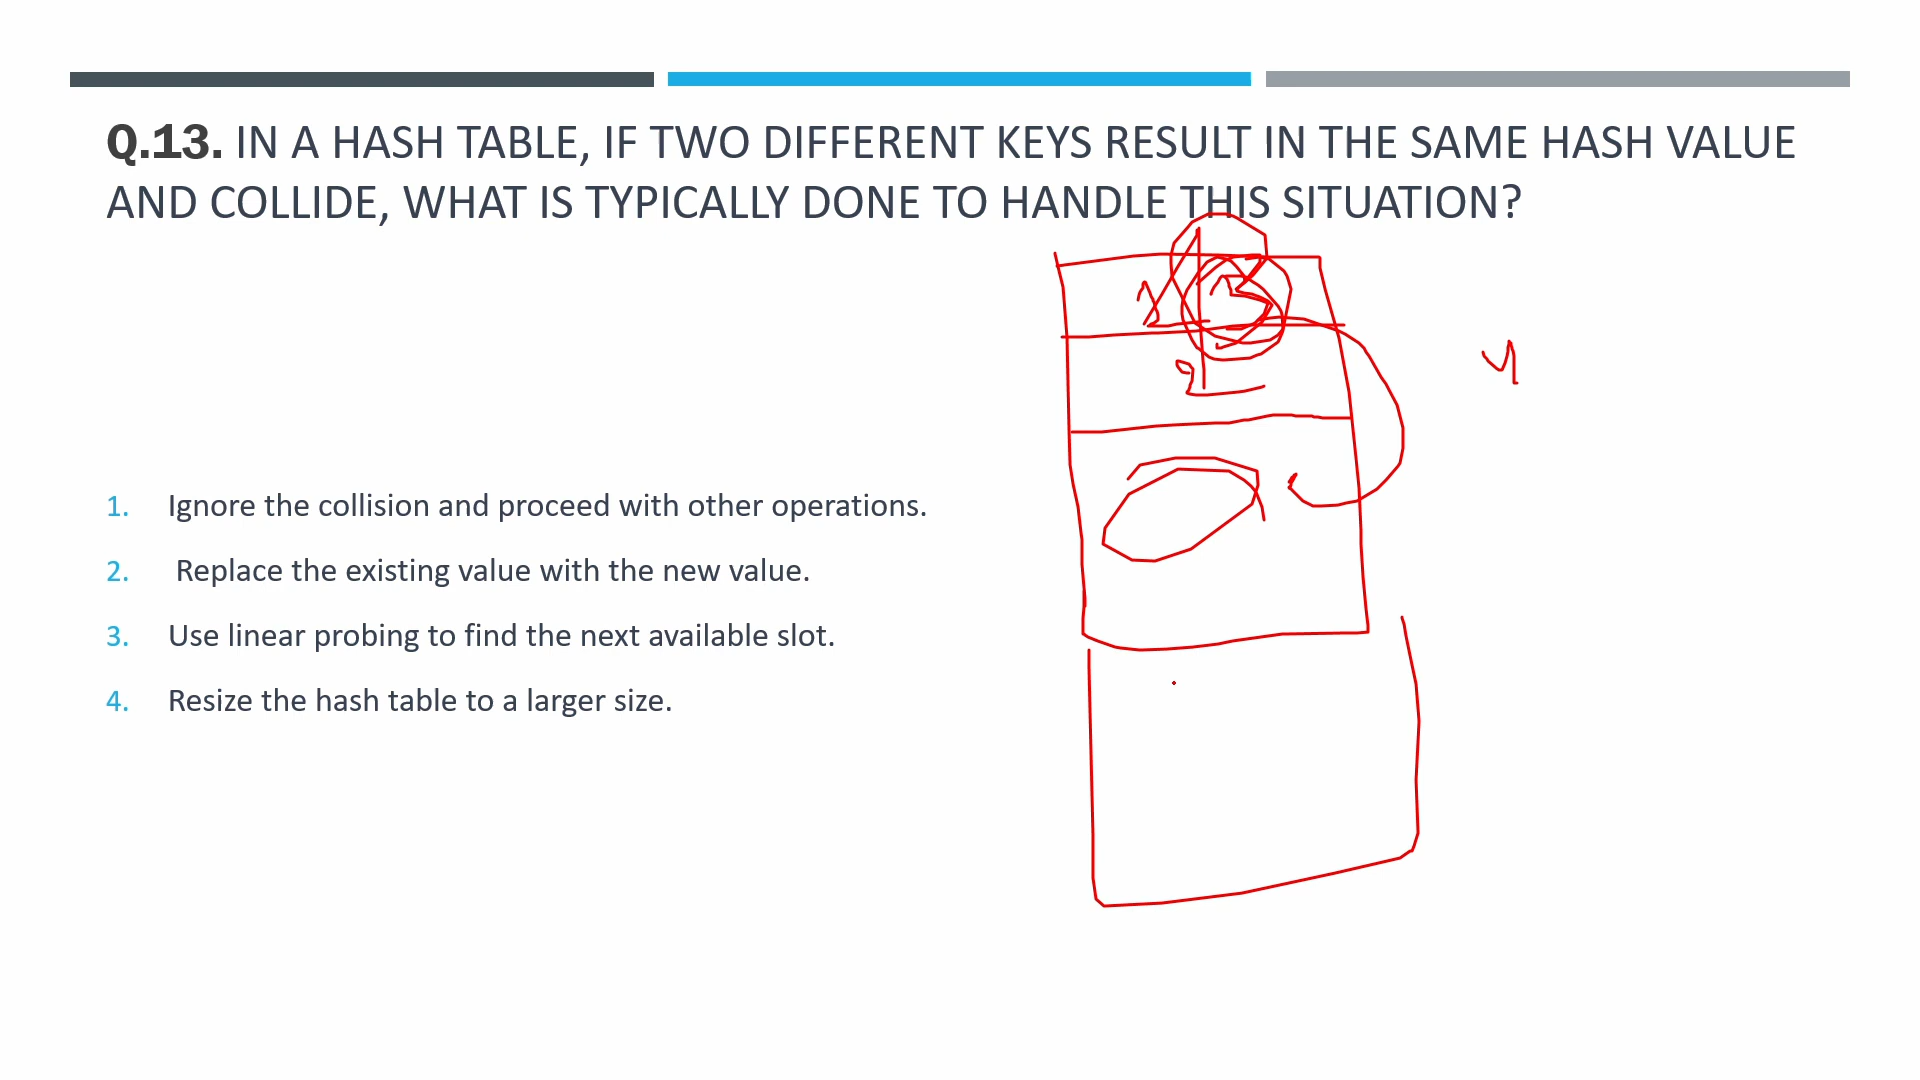 Q.13. IN A HASH TABLE, IF TWO DIFFERENT KEYS RESULT IN THE SAME HASH VALUE
AND COLLIDE, WHAT IS TYPICALLY DONE TO HANDLE THIS SITUATION?
1. Ignore the collision and proceed with other operations.
2. Replace the existing value with the new value.
3. Use linear probing to find the next available slot.
4. Resize the hash table to a larger size.